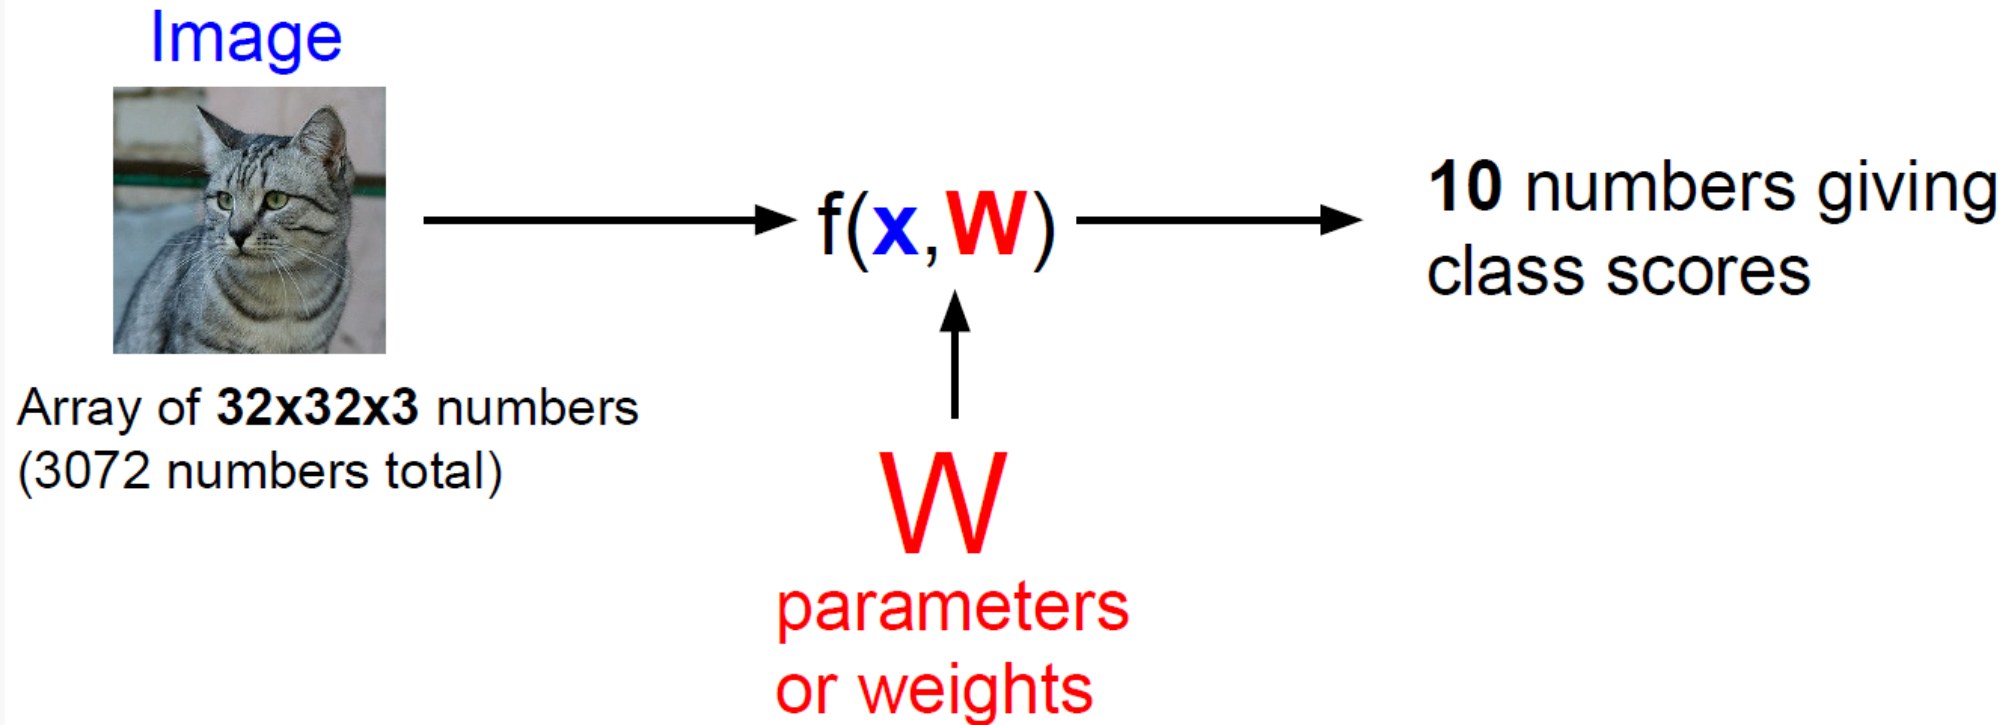 Image
Array of 32x32x3 numbers
(3072 numbers total)
f(x,W)
W
parameters
or weights
10 numbers giving
class scores